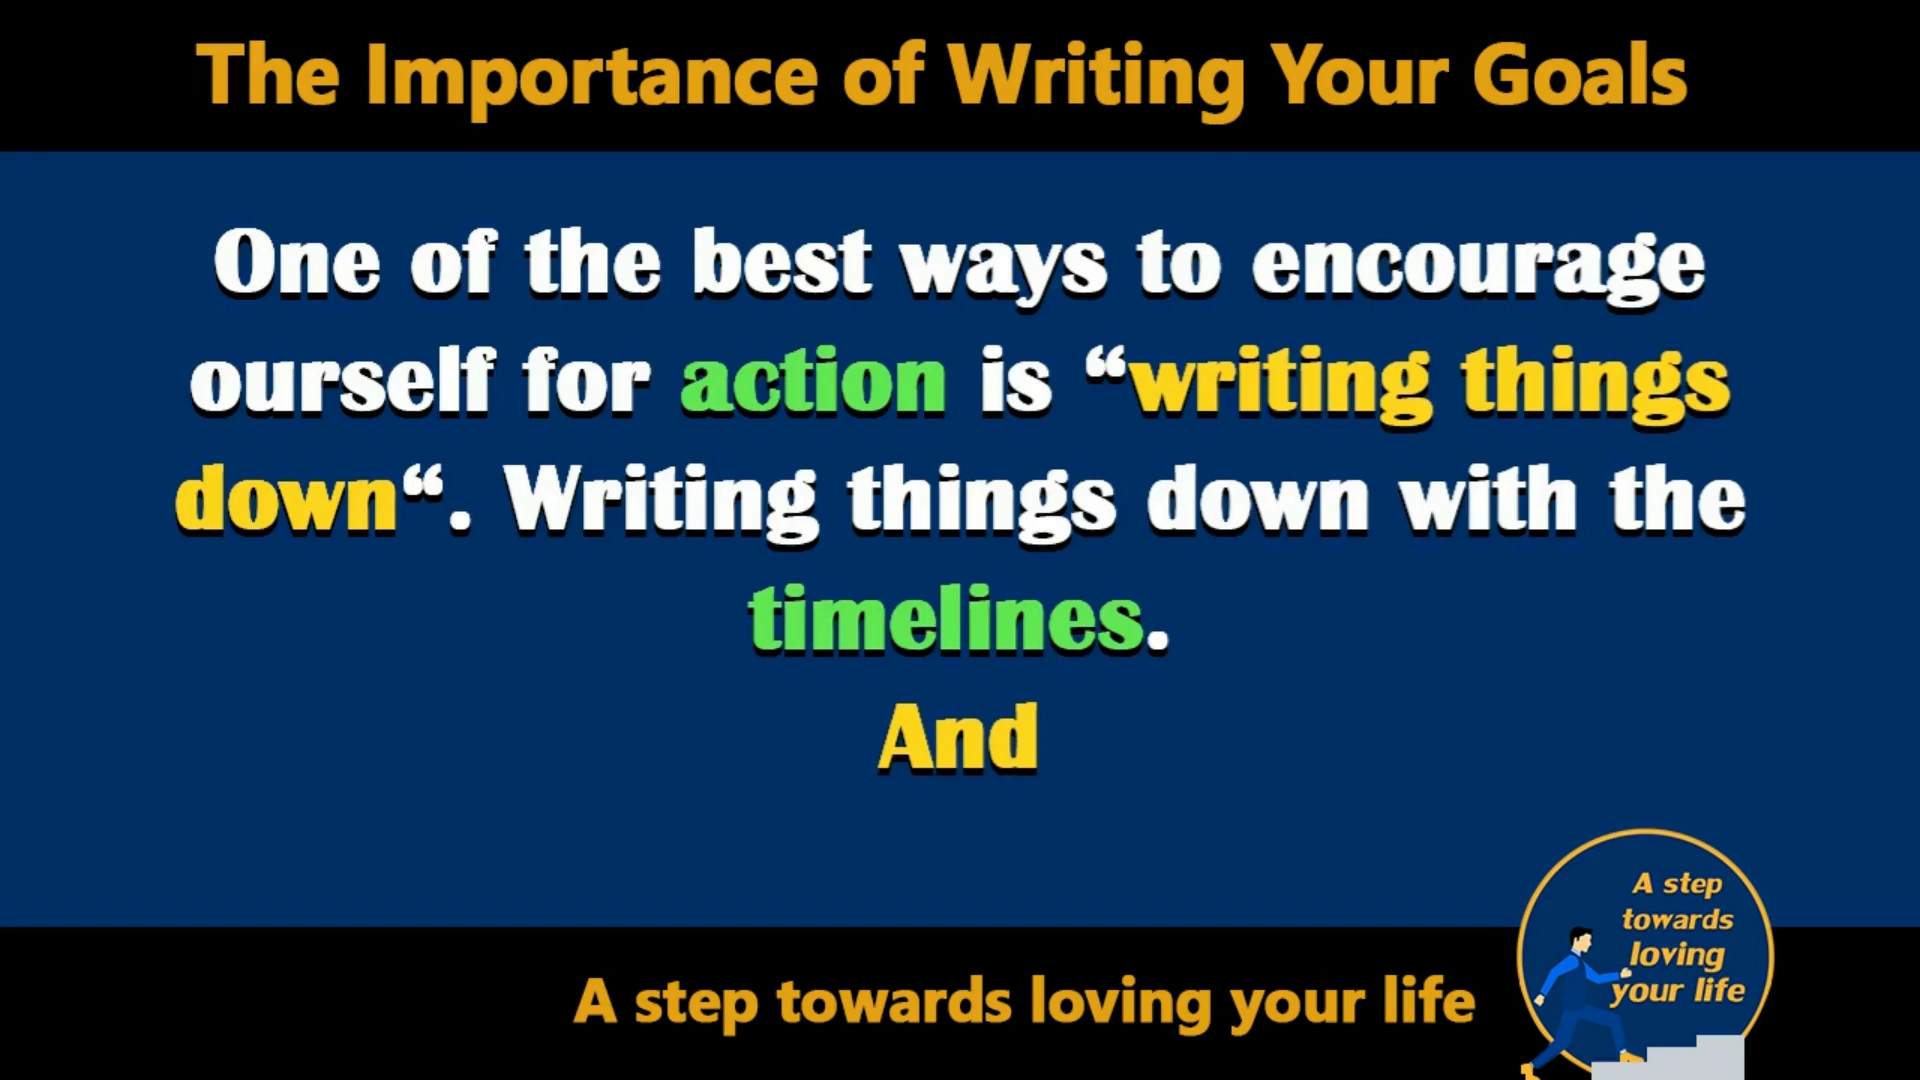 The Importance of Writing Your Goals
One of the best ways to encourage
ourself for action is “writing things
down“. Writing things down with the
timelines.
And
A step towards loving your life
A step
towards
loving
your life